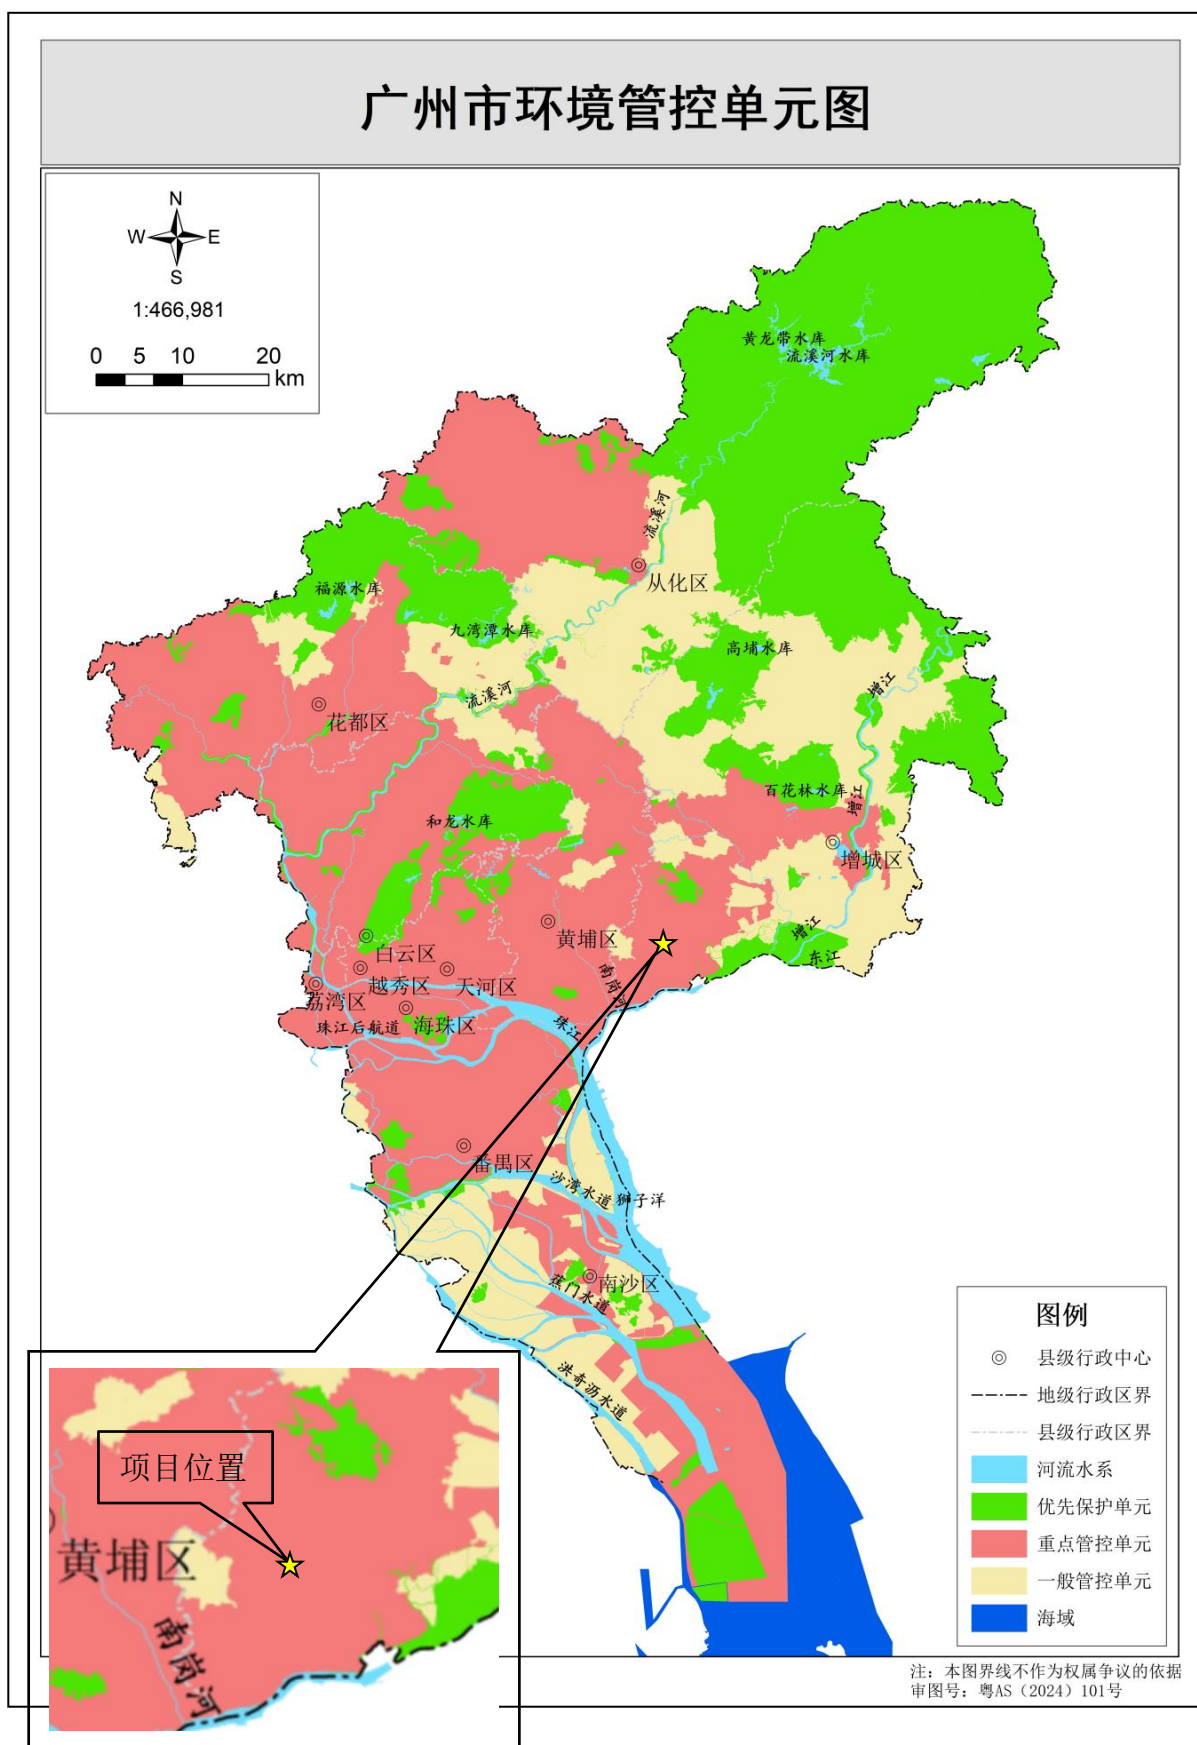 广州市环境管控单元图
N
W E
S
1:466,981
0 5 10 20
km
黄龙带水库
流溪河水库
流溪河
从化区
福源水库
九湾潭水库
高埔水库
增江
流溪河
花都区
百花林水库
增江
和龙水库
增城区
黄埔区
增江
白云区
东江
越秀区
天河区
南岗河
荔湾区
海珠区
珠江后航道
珠江
番禺区
沙湾水道
狮子洋
南沙区
蕉门水道
洪奇沥水道
项目位置
黄埔区
南岗河
图例
县级行政中心
地级行政区界
县级行政区界
河流水系
优先保护单元
重点管控单元
一般管控单元
海域
注：本图界线不作为权属争议的依据
审图号：粤AS（2024）101号